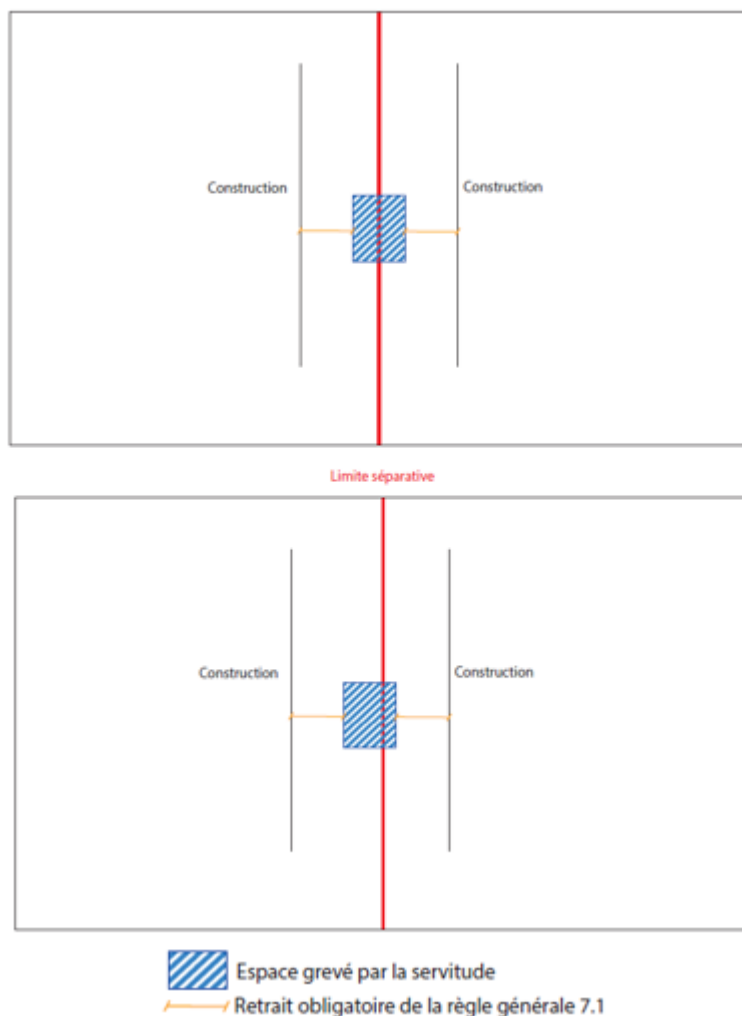 Construction
Construction
Limite séparative
Construction
Construction
Espace grevé par la servitude
Retrait obligatoire de la règle générale 7.1